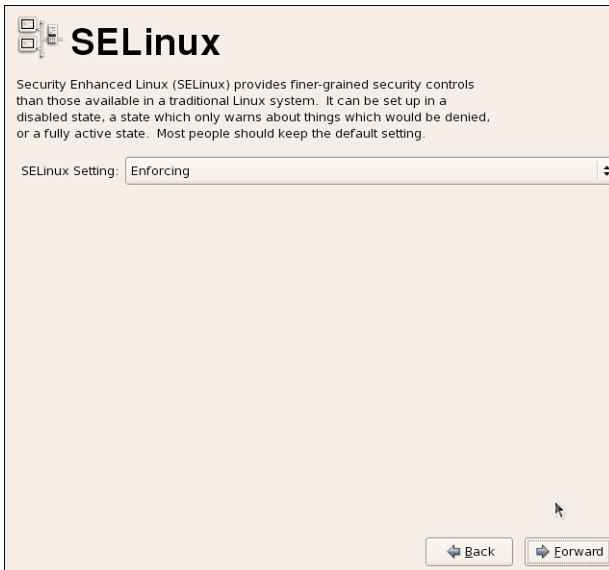 SELinux
Security Enhanced Linux (SELinux) provides finer-grained security controls
than those available in a traditional Linux system. It can be set up in a
disabled state, a state which only warns about things which would be denied,
or a fully active state. Most people should keep the default setting.
SELinux Setting: Enforcing
Back Forward